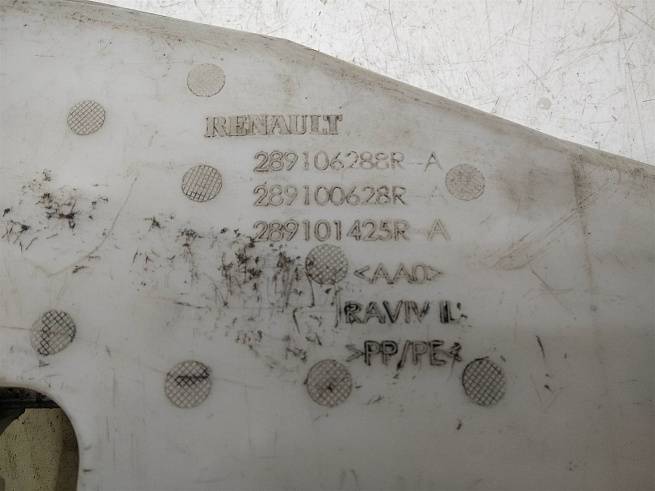 RENAULT
289106288R-A
289100628R-A
289101425R-A
<AA0>
RAVIV IL
>PP/PE<